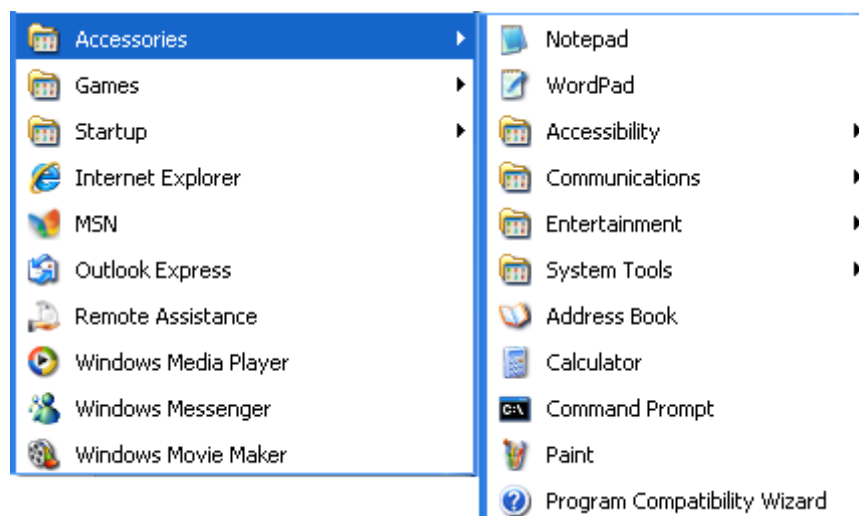 Accessories
Games
Startup
Internet Explorer
MSN
Outlook Express
Remote Assistance
Windows Media Player
Windows Messenger
Windows Movie Maker
Notepad
WordPad
Accessibility
Communications
Entertainment
System Tools
Address Book
Calculator
C:\
Command Prompt
Paint
Program Compatibility Wizard